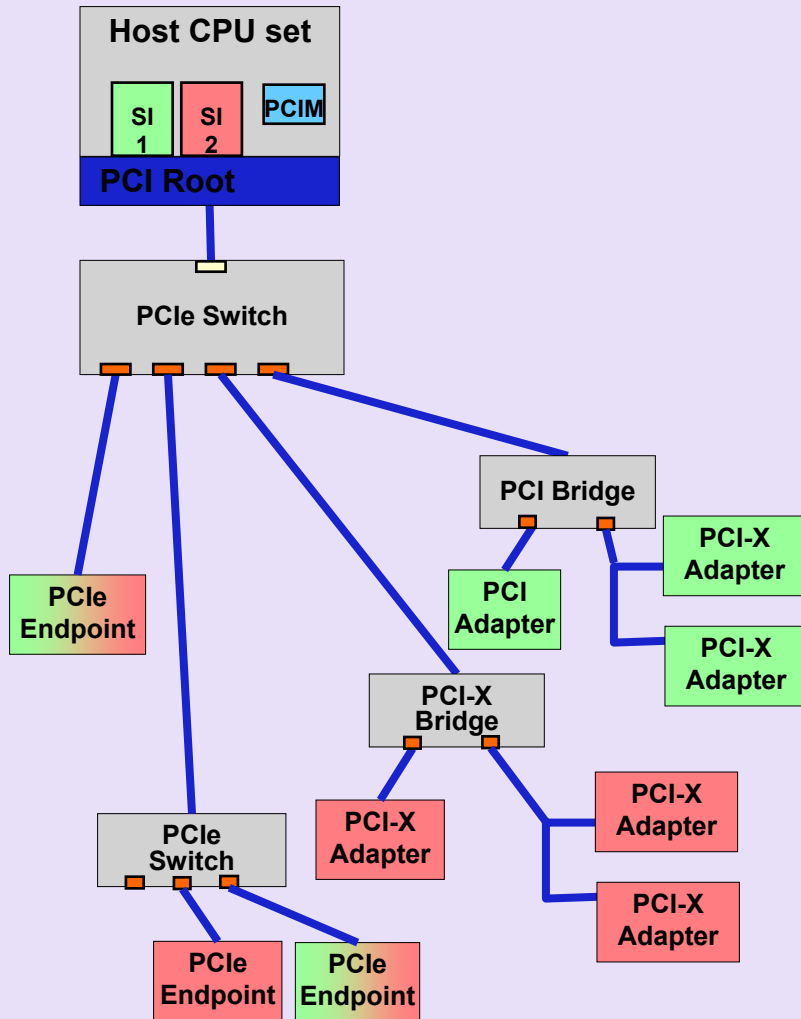 Host CPU set
SI
1
SI
2
PCIM
PCI Root
PCIe Switch
PCI Bridge
PCI-X
Adapter
PCIe
Endpoint
PCI
Adapter
PCI-X
Adapter
PCI-X
Bridge
PCI-X
Adapter
PCI-X
Adapter
PCIe
Switch
PCI-X
Adapter
PCIe
Endpoint
PCIe
Endpoint